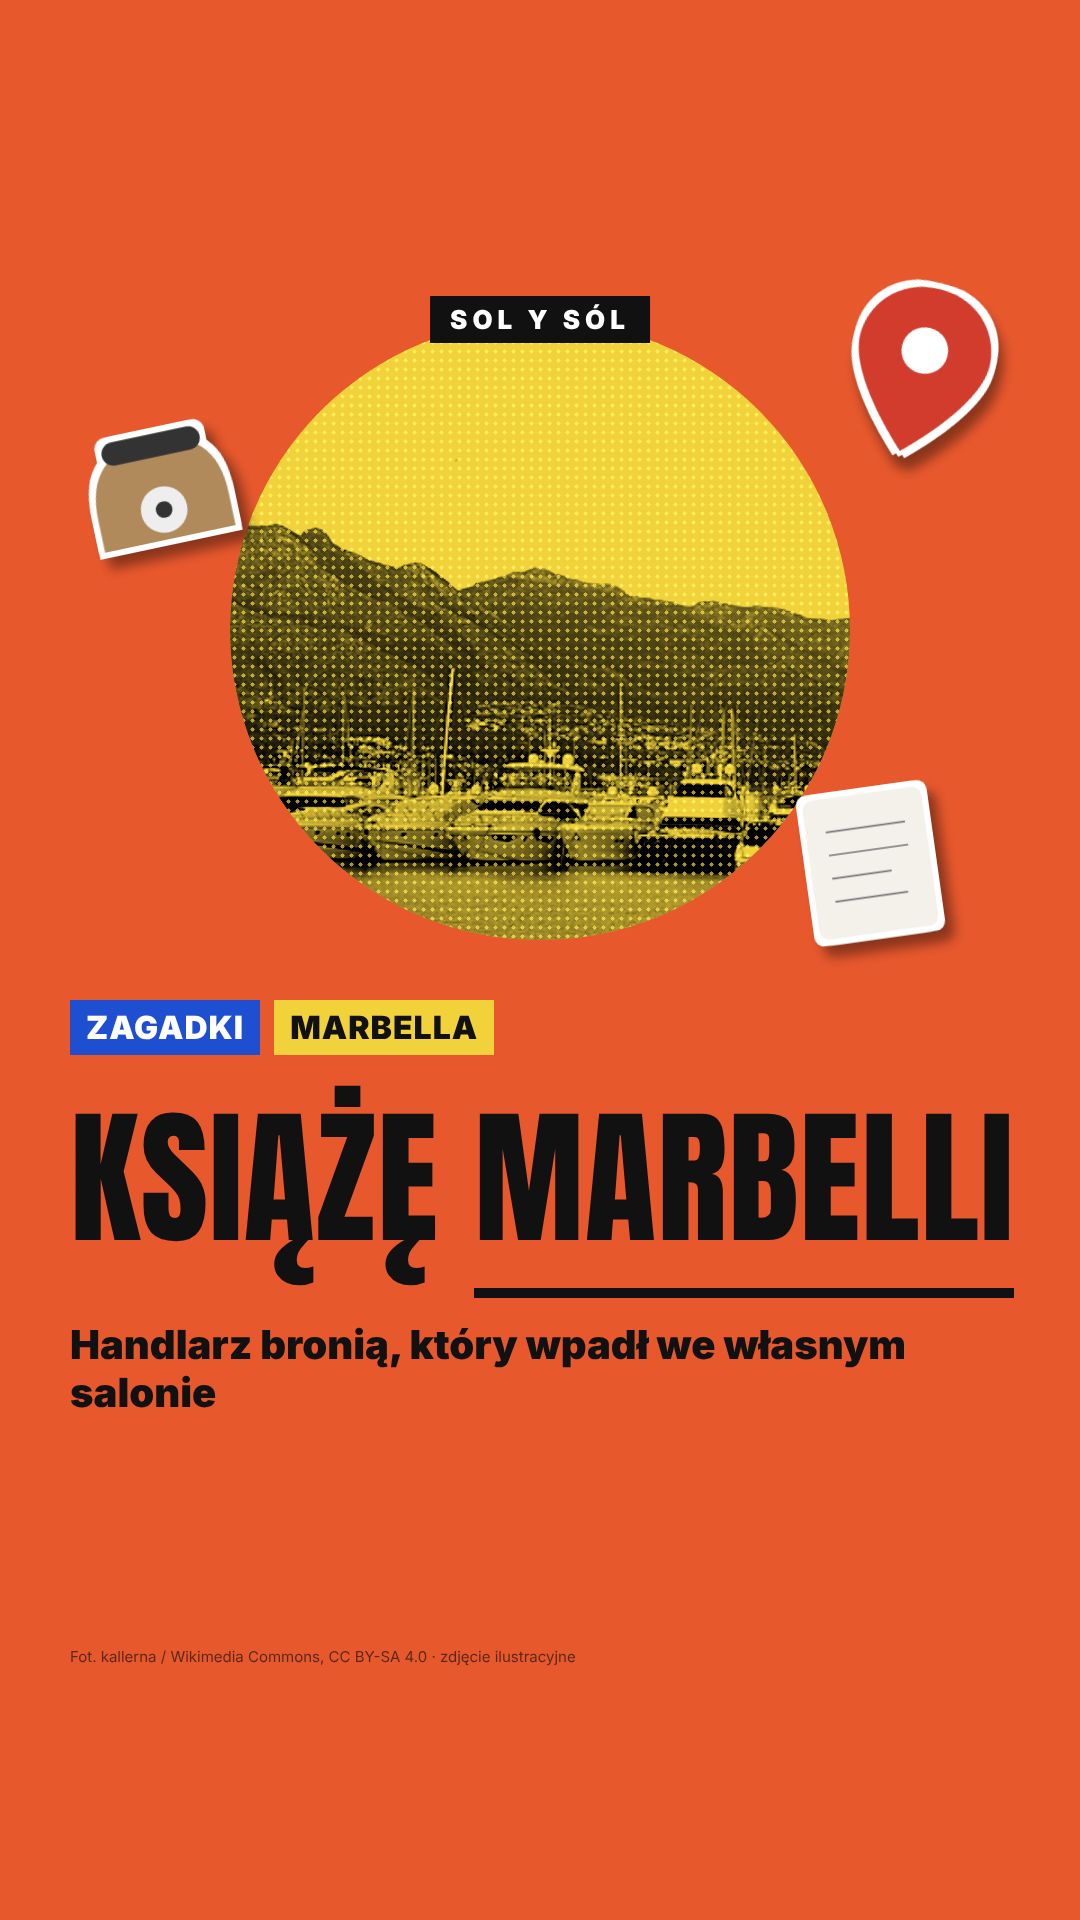 SOL Y SÓL
ZAGADKI MARBELLA
KSIĄŻĘ MARBELLI
Handlarz bronią, który wpadł we własnym
salonie
Fot. kallerna / Wikimedia Commons, CC BY-SA 4.0 · zdjęcie ilustracyjne